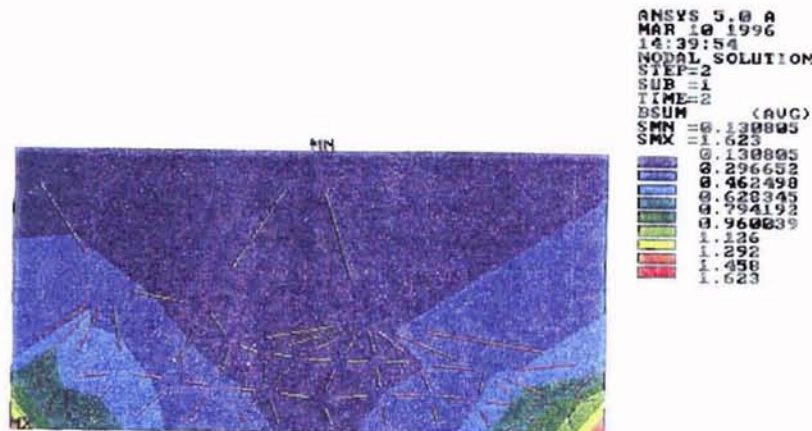 ANSYS 5.0 A
MAR 10 1996
14:39:54
NODAL SOLUTION
STEP=2
SUB =1
TIME=2
BSUM (AVG)
SMN =0.130805
SMX =1.623
0.130805
0.296652
0.462498
0.628345
0.794192
0.960039
1.126
1.292
1.458
1.623
MN
MX